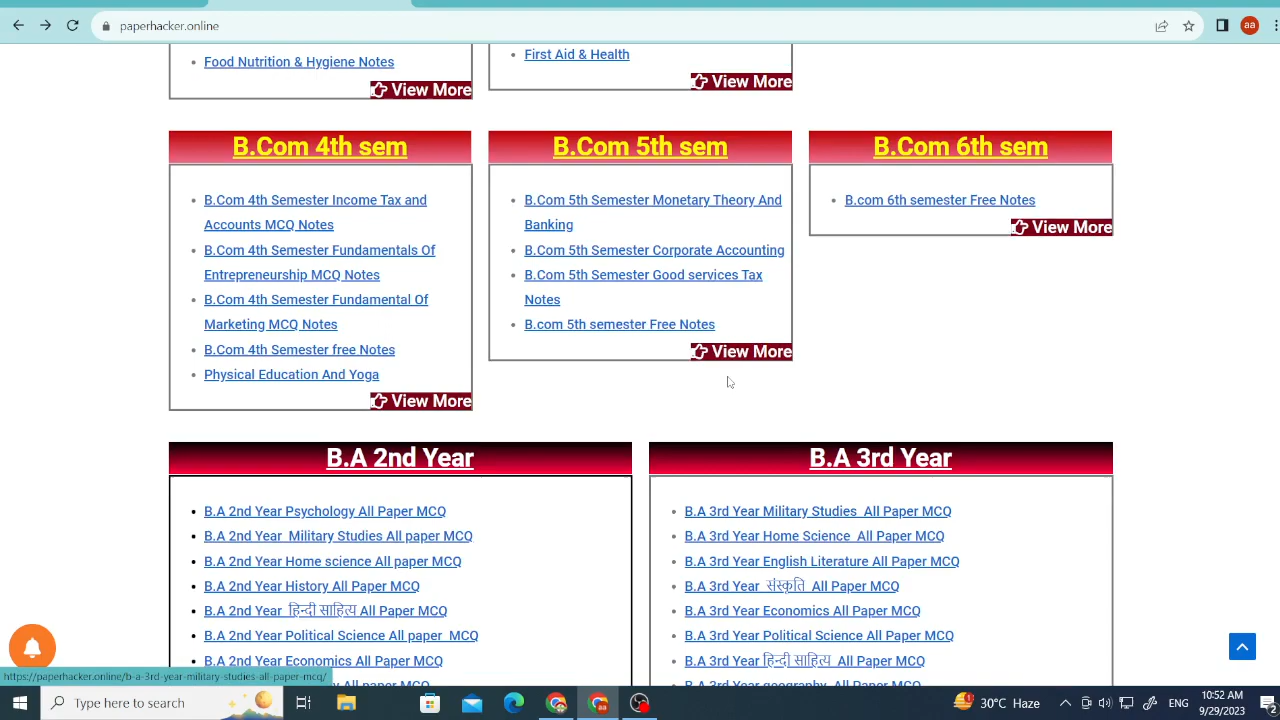 paperhacker.online
aa
Food Nutrition & Hygiene Notes
View More
First Aid & Health
View More
B.Com 4th sem
B.Com 4th Semester Income Tax and
Accounts MCQ Notes
B.Com 4th Semester Fundamentals Of
Entrepreneurship MCQ Notes
B.Com 4th Semester Fundamental Of
Marketing MCQ Notes
B.Com 4th Semester free Notes
Physical Education And Yoga
View More
B.Com 5th sem
B.Com 5th Semester Monetary Theory And
Banking
B.Com 5th Semester Corporate Accounting
B.Com 5th Semester Good services Tax
Notes
B.com 5th semester Free Notes
View More
B.Com 6th sem
B.com 6th semester Free Notes
View More
B.A 2nd Year
B.A 2nd Year Psychology All Paper MCQ
B.A 2nd Year Military Studies All paper MCQ
B.A 2nd Year Home science All paper MCQ
B.A 2nd Year History All Paper MCQ
B.A 2nd Year हिन्दी साहित्य All Paper MCQ
B.A 2nd Year Political Science All paper MCQ
B.A 2nd Year Economics All Paper MCQ
B.A 3rd Year
B.A 3rd Year Military Studies All Paper MCQ
B.A 3rd Year Home Science All Paper MCQ
B.A 3rd Year English Literature All Paper MCQ
B.A 3rd Year संस्कृति All Paper MCQ
B.A 3rd Year Economics All Paper MCQ
B.A 3rd Year Political Science All Paper MCQ
B.A 3rd Year हिन्दी साहित्य All Paper MCQ
B.A 3rd Year geography All Paper MCQ
https://paperhacker.online/b-a-3rd-year-military-studies-all-paper-mcq/
Type here to search
aa
1
30°C Haze
ENG
10:52 AM
9/29/2023
2